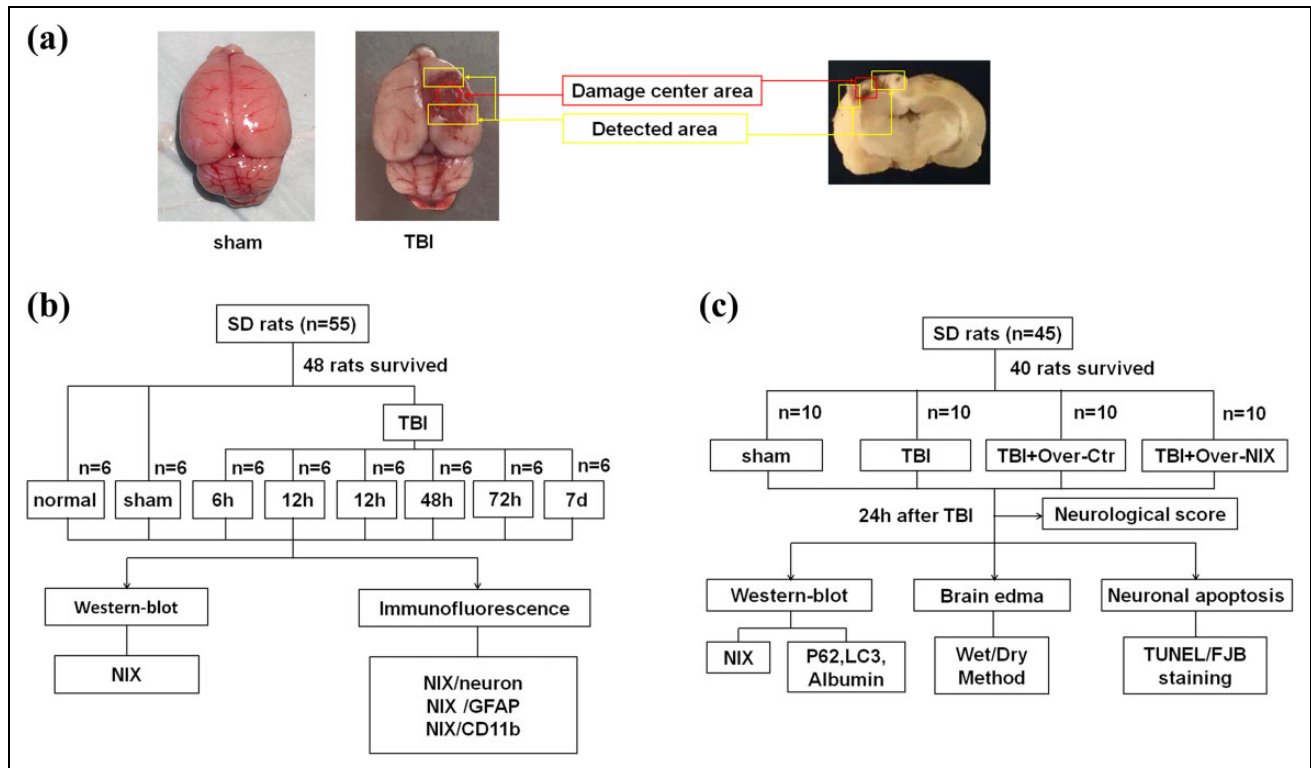 (a)
sham
TBI
Damage center area
Detected area
(b)
SD rats (n=55)
48 rats survived
TBI
n=6
n=6
n=6
n=6
n=6
n=6
n=6
n=6
normal
sham
6h
12h
12h
48h
72h
7d
Western-blot
Immunofluorescence
NIX
NIX/neuron
NIX /GFAP
NIX/CD11b
(c)
SD rats (n=45)
40 rats survived
n=10
n=10
n=10
n=10
sham
TBI
TBI+Over-Ctr
TBI+Over-NIX
24h after TBI
Neurological score
Western-blot
Brain edma
Neuronal apoptosis
NIX
P62,LC3,
Albumin
Wet/Dry
Method
TUNEL/FJB
staining